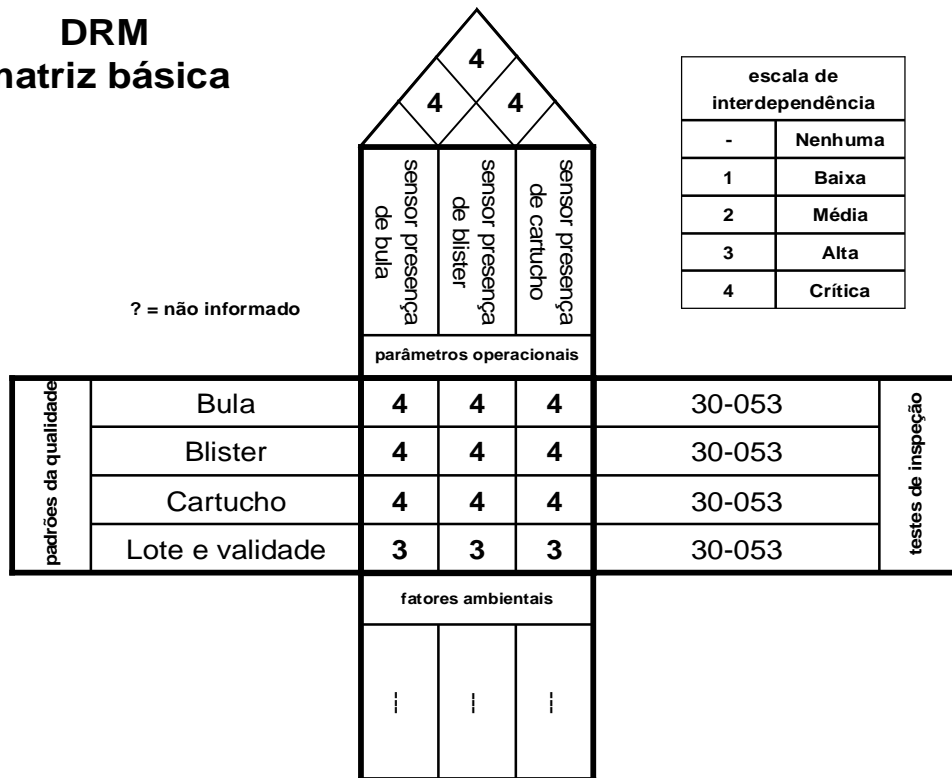 DRM
matriz básica
4
4 4
escala de
interdependência
- Nenhuma
1 Baixa
2 Média
3 Alta
4 Crítica
sensor presença
de bula
sensor presença
de blister
sensor presença
de cartucho
? = não informado
parâmetros operacionais
padrões da qualidade
Bula 4 4 4 30-053
Blister 4 4 4 30-053
Cartucho 4 4 4 30-053
Lote e validade 3 3 3 30-053
testes de inspeção
fatores ambientais
--- --- ---